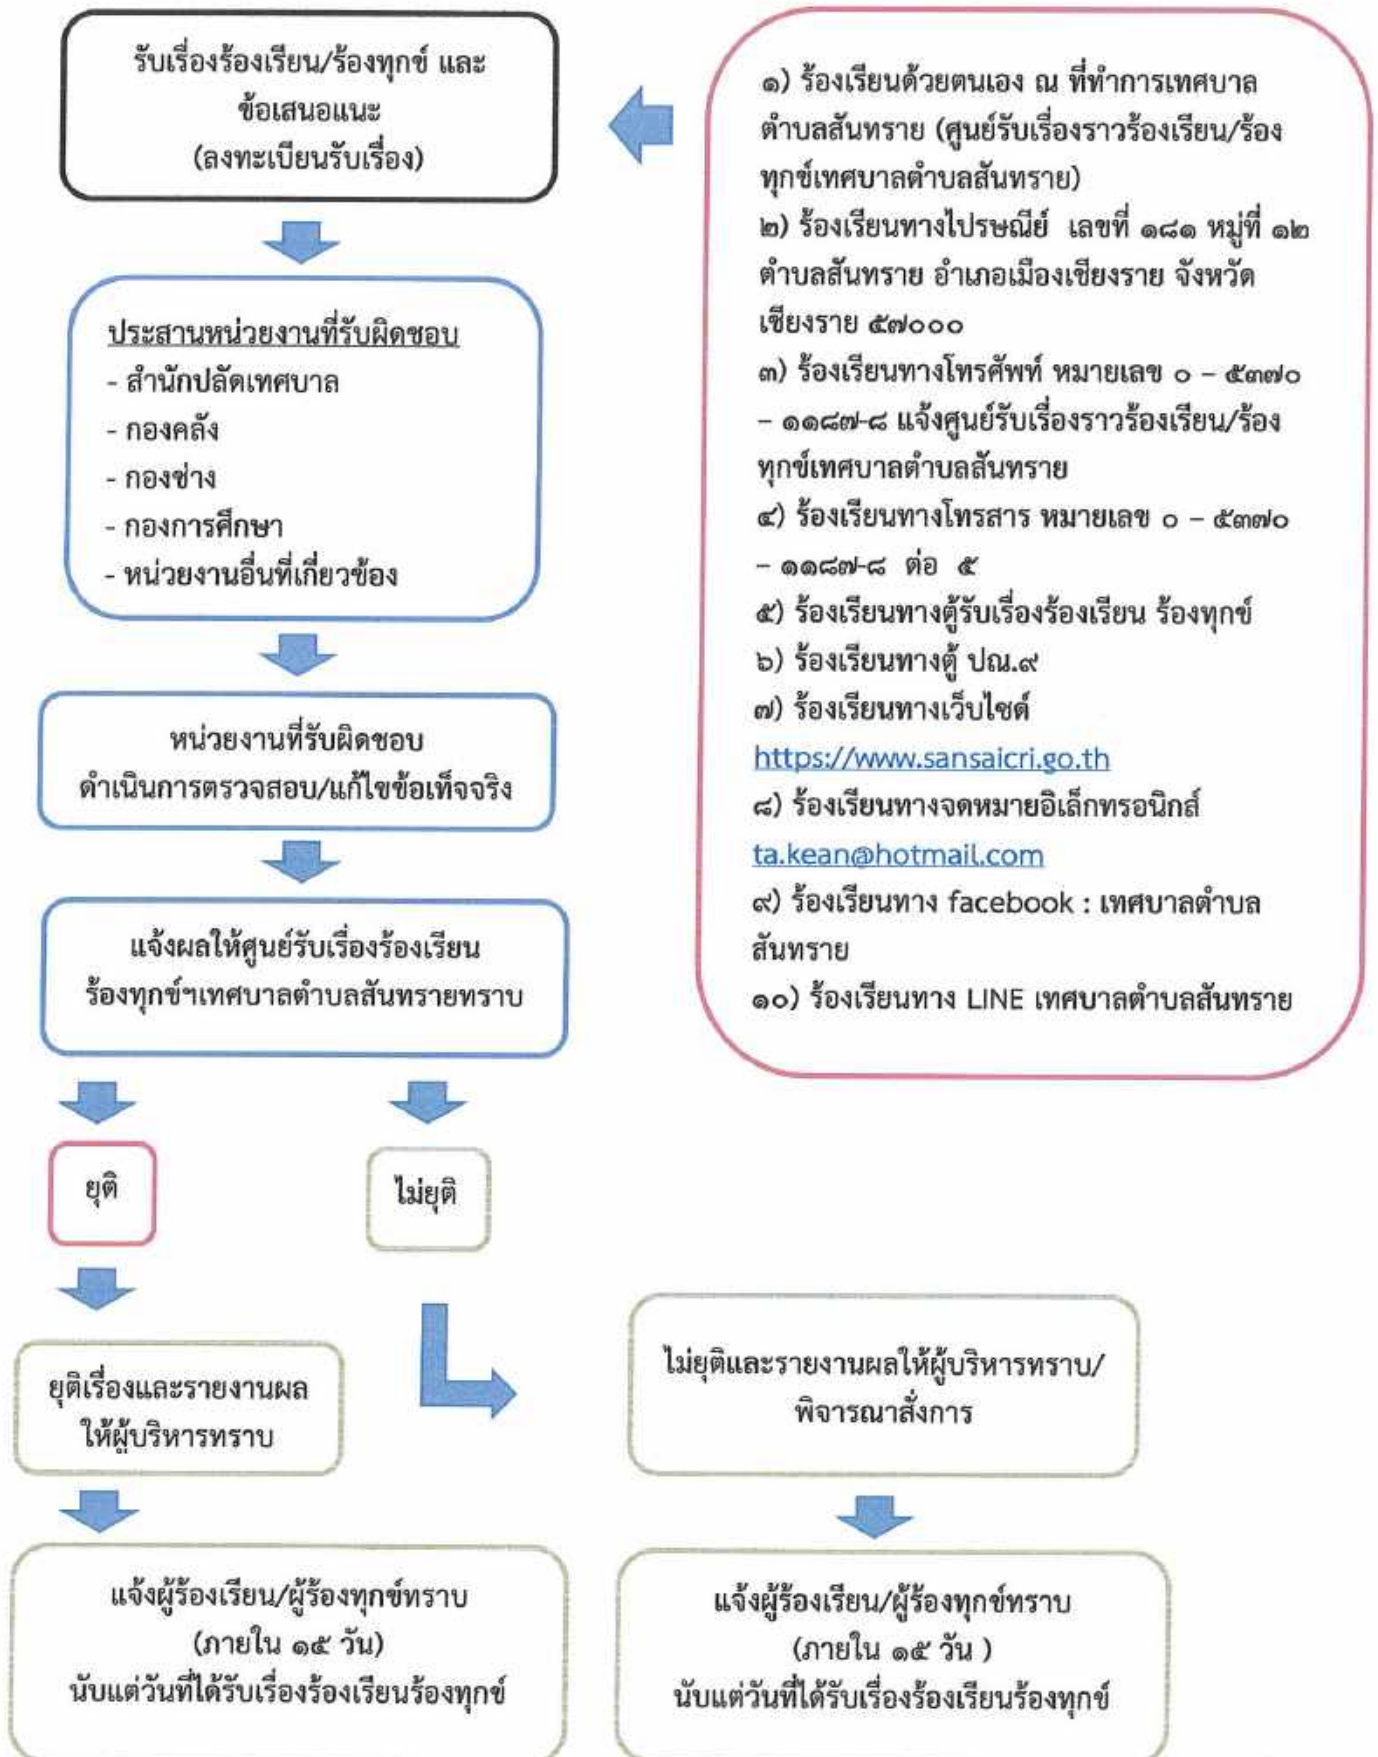 รับเรื่องร้องเรียน/ร้องทุกข์ และ
ข้อเสนอแนะ
(ลงทะเบียนรับเรื่อง)
๑) ร้องเรียนด้วยตนเอง ณ ที่ทำการเทศบาล
ตำบลสันทราย (ศูนย์รับเรื่องราวร้องเรียน/ร้อง
ทุกข์เทศบาลตำบลสันทราย)
๒) ร้องเรียนทางไปรษณีย์ เลขที่ ๑๘๑ หมู่ที่ ๑๒
ตำบลสันทราย อำเภอเมืองเชียงราย จังหวัด
เชียงราย ๕๗๐๐๐
๓) ร้องเรียนทางโทรศัพท์ หมายเลข ๐ – ๕๓๗๐
– ๑๑๘๗-๘ แจ้งศูนย์รับเรื่องราวร้องเรียน/ร้อง
ทุกข์เทศบาลตำบลสันทราย
๔) ร้องเรียนทางโทรสาร หมายเลข ๐ – ๕๓๗๐
– ๑๑๘๗-๘ ต่อ ๕
๕) ร้องเรียนทางตู้รับเรื่องร้องเรียน ร้องทุกข์
๖) ร้องเรียนทางตู้ ปณ.๙
๗) ร้องเรียนทางเว็บไซต์
https://www.sansaicri.go.th
๘) ร้องเรียนทางจดหมายอิเล็กทรอนิกส์
ta.kean@hotmail.com
๙) ร้องเรียนทาง facebook : เทศบาลตำบล
สันทราย
๑๐) ร้องเรียนทาง LINE เทศบาลตำบลสันทราย
ประสานหน่วยงานที่รับผิดชอบ
- สำนักปลัดเทศบาล
- กองคลัง
- กองช่าง
- กองการศึกษา
- หน่วยงานอื่นที่เกี่ยวข้อง
หน่วยงานที่รับผิดชอบ
ดำเนินการตรวจสอบ/แก้ไขข้อเท็จจริง
แจ้งผลให้ศูนย์รับเรื่องร้องเรียน
ร้องทุกข์ฯเทศบาลตำบลสันทรายทราบ
ยุติ
ไม่ยุติ
ยุติเรื่องและรายงานผล
ให้ผู้บริหารทราบ
ไม่ยุติและรายงานผลให้ผู้บริหารทราบ/
พิจารณาสั่งการ
แจ้งผู้ร้องเรียน/ผู้ร้องทุกข์ทราบ
(ภายใน ๑๕ วัน)
นับแต่วันที่ได้รับเรื่องร้องเรียนร้องทุกข์
แจ้งผู้ร้องเรียน/ผู้ร้องทุกข์ทราบ
(ภายใน ๑๕ วัน )
นับแต่วันที่ได้รับเรื่องร้องเรียนร้องทุกข์